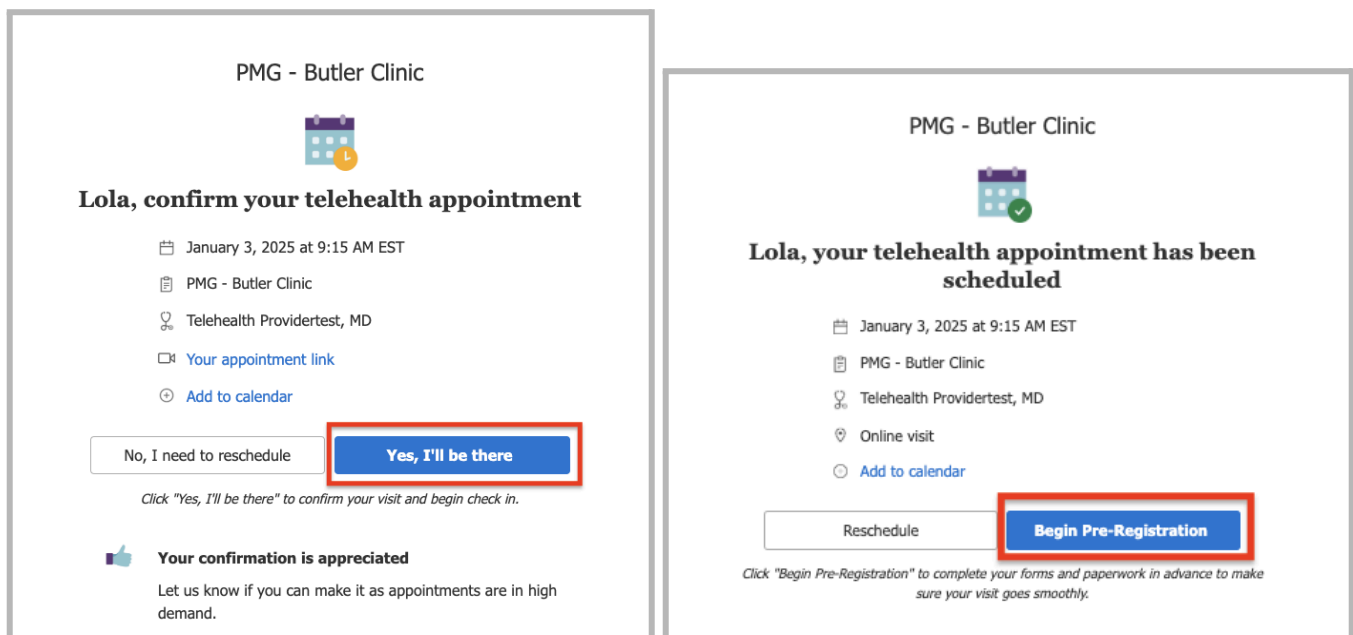 PMG - Butler Clinic
Lola, confirm your telehealth appointment
January 3, 2025 at 9:15 AM EST
PMG - Butler Clinic
Telehealth Providertest, MD
Your appointment link
Add to calendar
No, I need to reschedule
Yes, I'll be there
Click "Yes, I'll be there" to confirm your visit and begin check in.
Your confirmation is appreciated
Let us know if you can make it as appointments are in high
demand.
PMG - Butler Clinic
Lola, your telehealth appointment has been
scheduled
January 3, 2025 at 9:15 AM EST
PMG - Butler Clinic
Telehealth Providertest, MD
Online visit
Add to calendar
Reschedule
Begin Pre-Registration
Click "Begin Pre-Registration" to complete your forms and paperwork in advance to make
sure your visit goes smoothly.